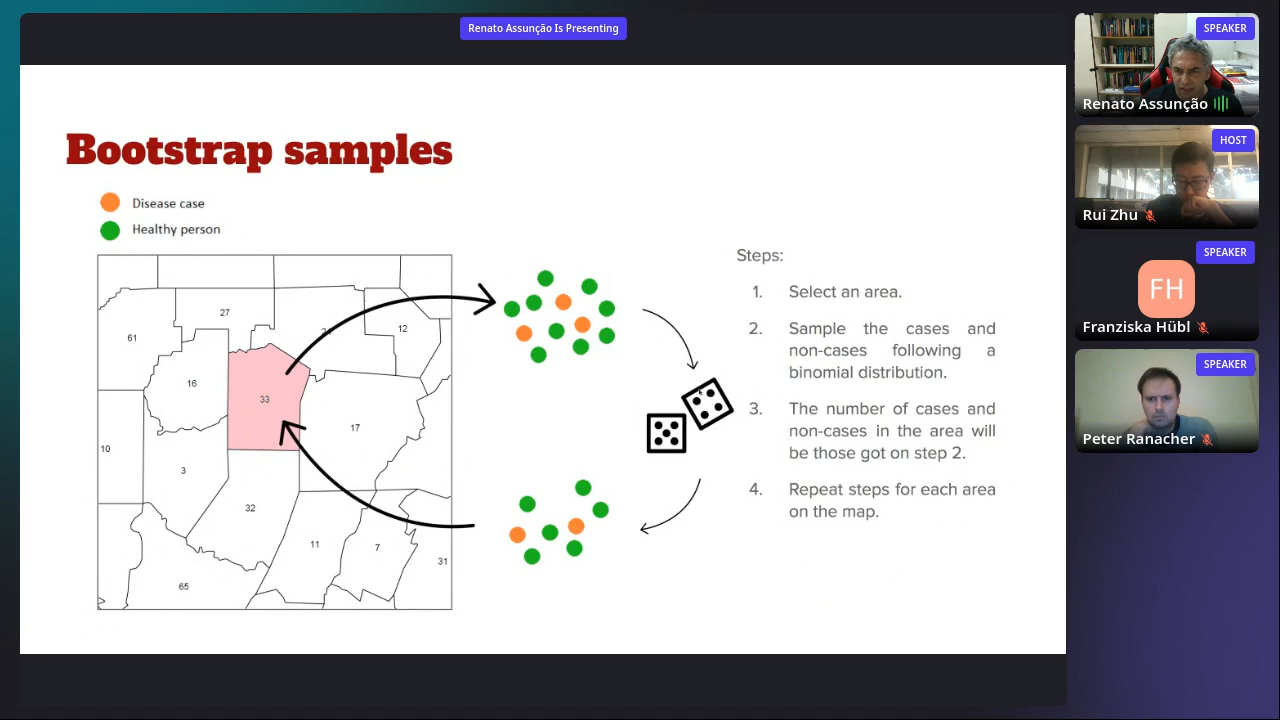 Renato Assunção Is Presenting
Bootstrap samples
Disease case
Healthy person
27
61
12
16
33
17
10
3
32
11
7
31
65
Steps:
1. Select an area.
2. Sample the cases and
non-cases following a
binomial distribution.
3. The number of cases and
non-cases in the area will
be those got on step 2.
4. Repeat steps for each area
on the map.
SPEAKER
Renato Assunção
HOST
Rui Zhu
SPEAKER
FH
Franziska Hübl
SPEAKER
Peter Ranacher